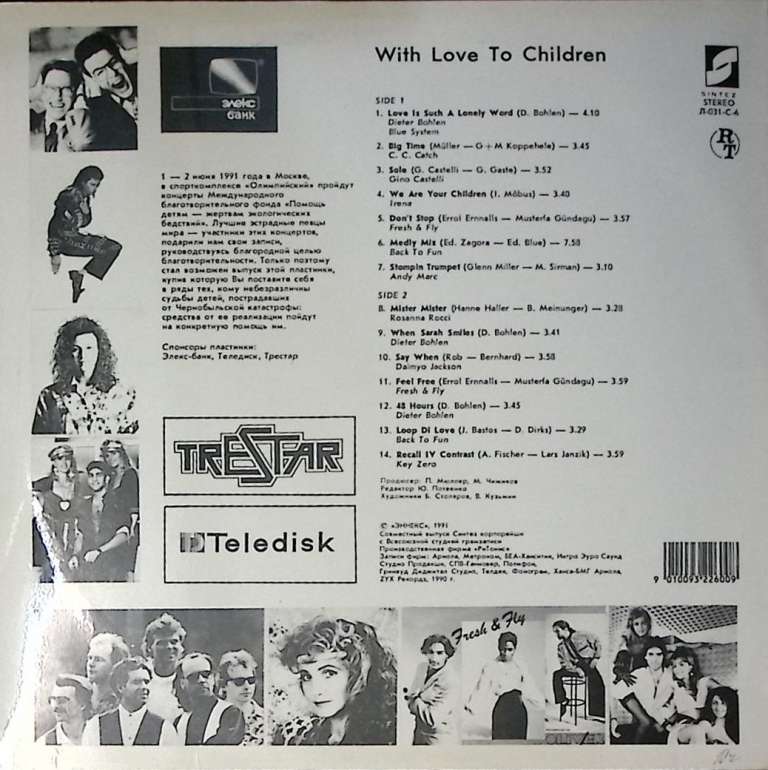 With Love To Children
SINTEZ
STEREO
Л-031-С-6
RT
элекс
банк
SIDE 1
1. Love Is Such A Lonely Word (D. Bohlen) — 4.10
Dieter Bohlen
Blue System
2. Big Time (Müller — G + M Koppehele) — 3.45
C. C. Catch
3. Sole (G. Castelli — G. Gaste) — 3.52
Gino Castelli
4. We Are Your Children (I. Möbus) — 3.40
Irena
5. Don't Stop (Errol Ernnalls — Musterfa Gündagu) — 3.57
Fresh & Fly
6. Medly Mix (Ed. Zagora — Ed. Blue) — 7.58
Back To Fun
7. Stompin Trumpet (Glenn Miller — M. Sirman) — 3.10
Andy Marc
SIDE 2
8. Mister Mister (Hanne Haller — B. Meinunger) — 3.28
Rosanna Rocci
9. When Sarah Smiles (D. Bohlen) — 3.41
Dieter Bohlen
10. Say When (Rob — Bernhard) — 3.58
Daimyo Jackson
11. Feel Free (Errol Ernnalls — Musterfa Gündagu) — 3.59
Fresh & Fly
12. 48 Hours (D. Bohlen) — 3.45
Dieter Bohlen
13. Loop Di Love (J. Bastos — D. Dirks) — 3.29
Back To Fun
14. Recall IV Contrast (A. Fischer — Lars Janzik) — 3.59
Key Zero
1 — 2 июня 1991 года в Москве,
в спорткомплексе «Олимпийский» пройдут
концерты Международного
благотворительного фонда «Помощь
детям — жертвам экологических
бедствий». Лучшие эстрадные певцы
мира — участники этих концертов,
подарили нам свои записи,
руководствуясь благородной целью
благотворительности. Только поэтому
стал возможен выпуск этой пластинки,
купив которую Вы поставите себя
в ряды тех, кому небезразличны
судьбы детей, пострадавших
от Чернобыльской катастрофы:
средства от ее реализации пойдут
на конкретную помощь им.
Спонсоры пластинки:
Элекс-банк, Теледиск, Трестар
TRESTAR
Teledisk
Продюсер: П. Мюллер, М. Чижиков
Редактор Ю. Потеенко
Художники Б. Столяров, В. Кузьмин
© «ЭННЕКС», 1991
Совместный выпуск Синтез корпорейшн
с Всесоюзной студией грамзаписи
Производственная фирма «РиТонис»
Записи фирм: Ариола, Метроном, ВЕА-Ханситик, Интро Эуро Саунд
Студио Продакшн, СПВ-Ганновер, Полифон,
Гринвуд Диджитал Студио, Телдек, Фонограм, Ханса-БМГ Ариола,
ZYX Рекордз, 1990 г.
9 010093 226009
Fresh & Fly